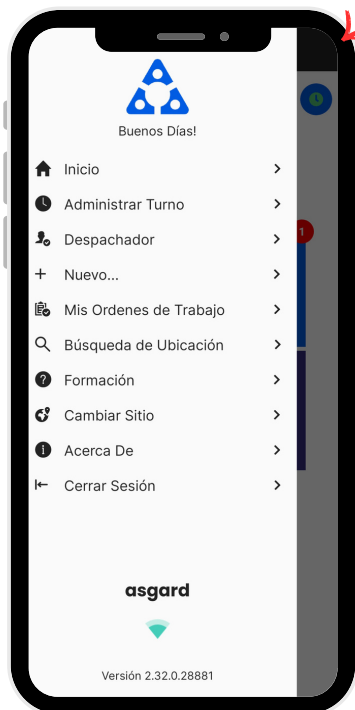 Buenos Días!
Inicio
Administrar Turno
1
Despachador
Nuevo...
Mis Ordenes de Trabajo
Búsqueda de Ubicación
Formación
Cambiar Sitio
Acerca De
Cerrar Sesión
asgard
Versión 2.32.0.28881